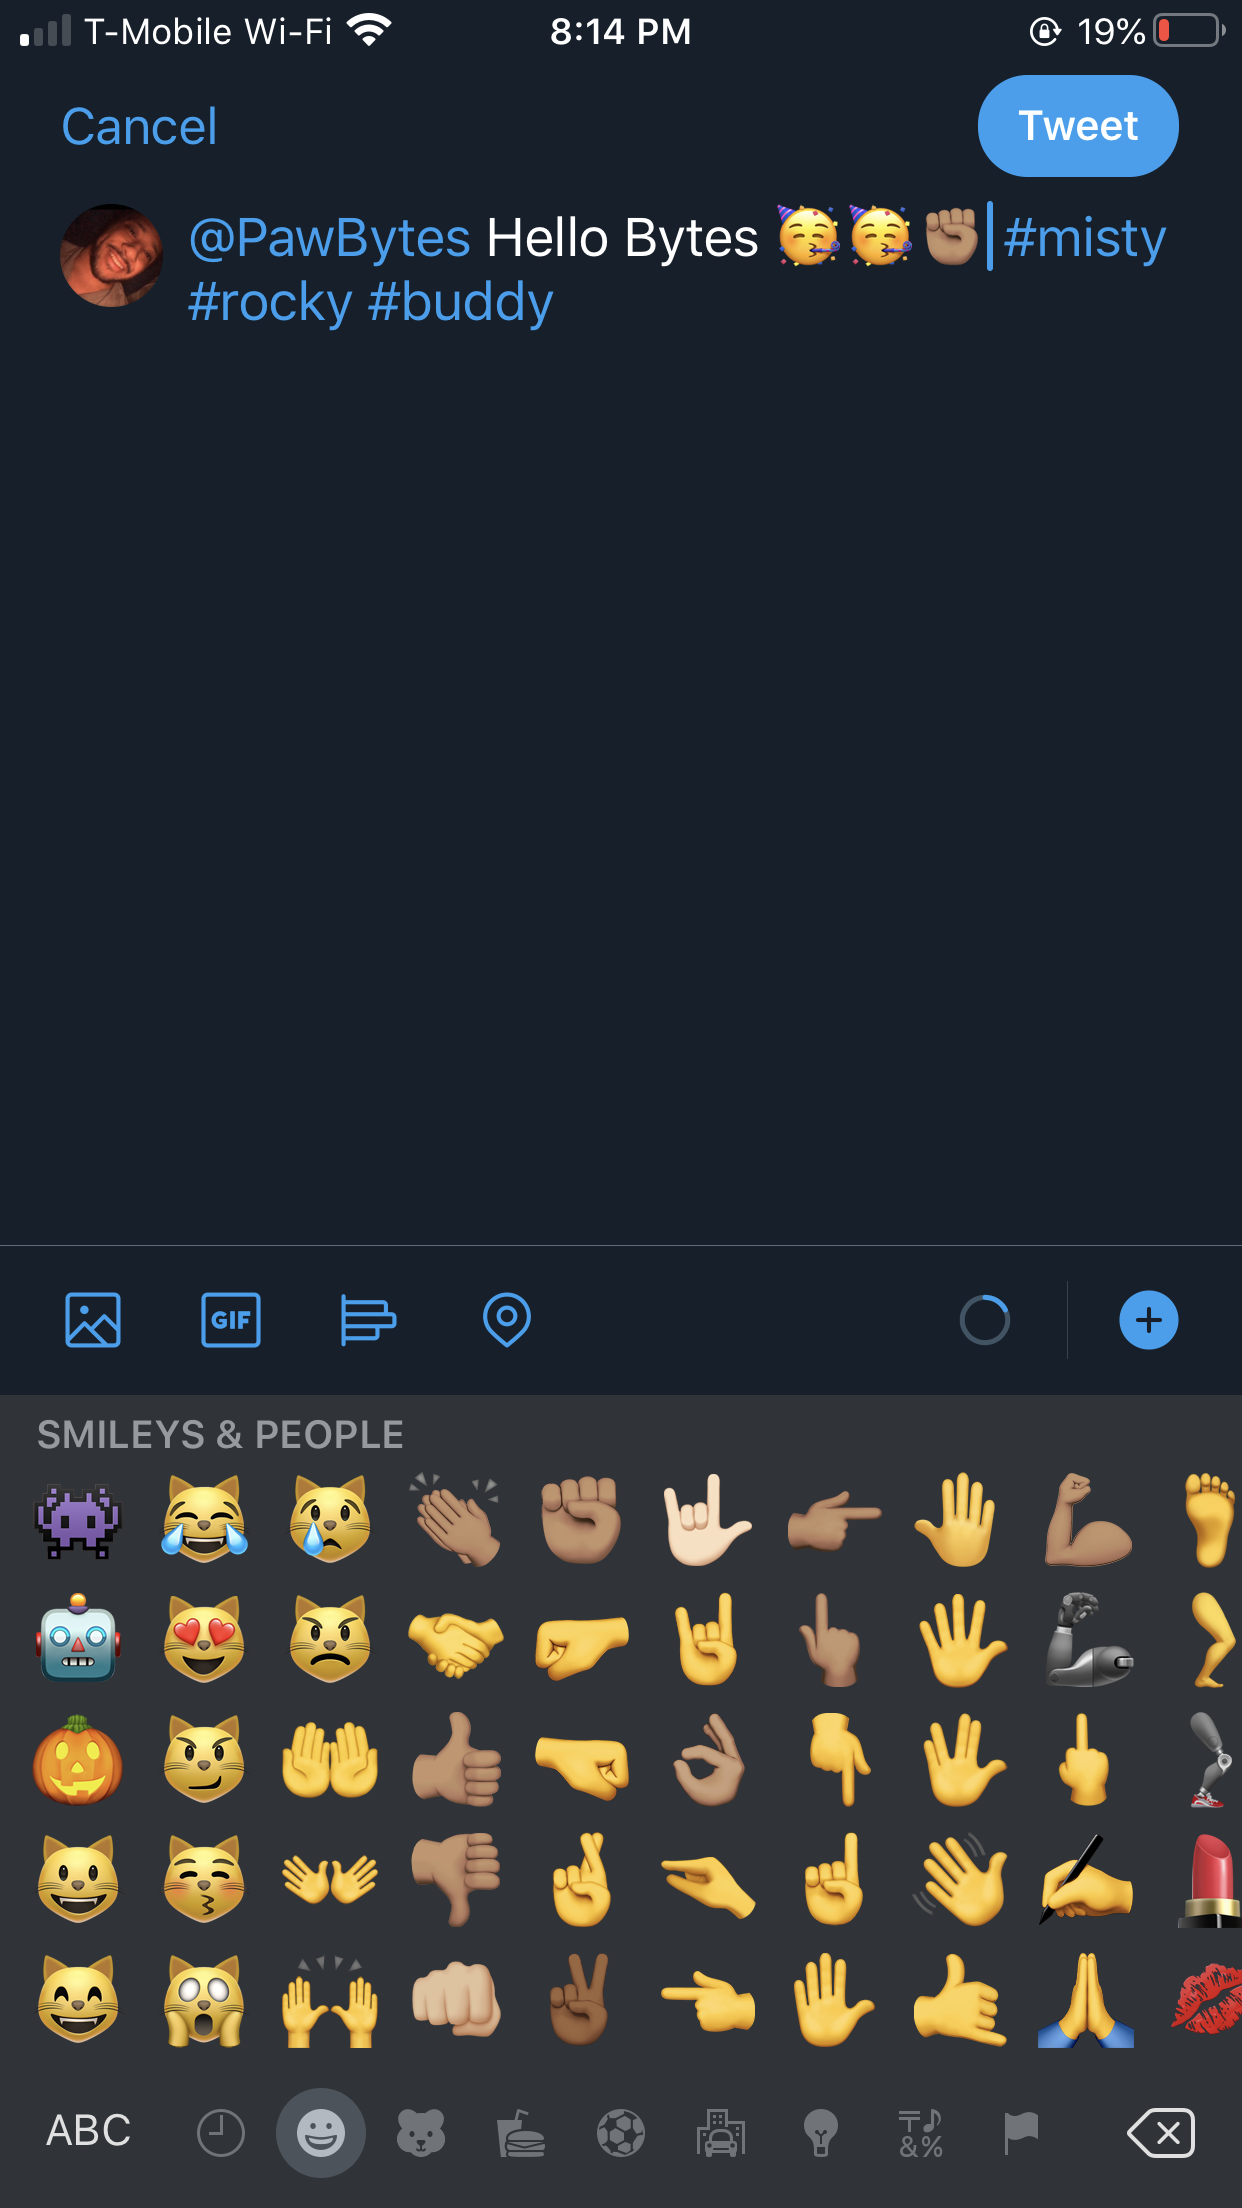 T-Mobile Wi-Fi 8:14 PM 19%
Cancel Tweet
@PawBytes Hello Bytes 🥳🥳✊🏽 #misty
#rocky #buddy
GIF
SMILEYS & PEOPLE
ABC
&%